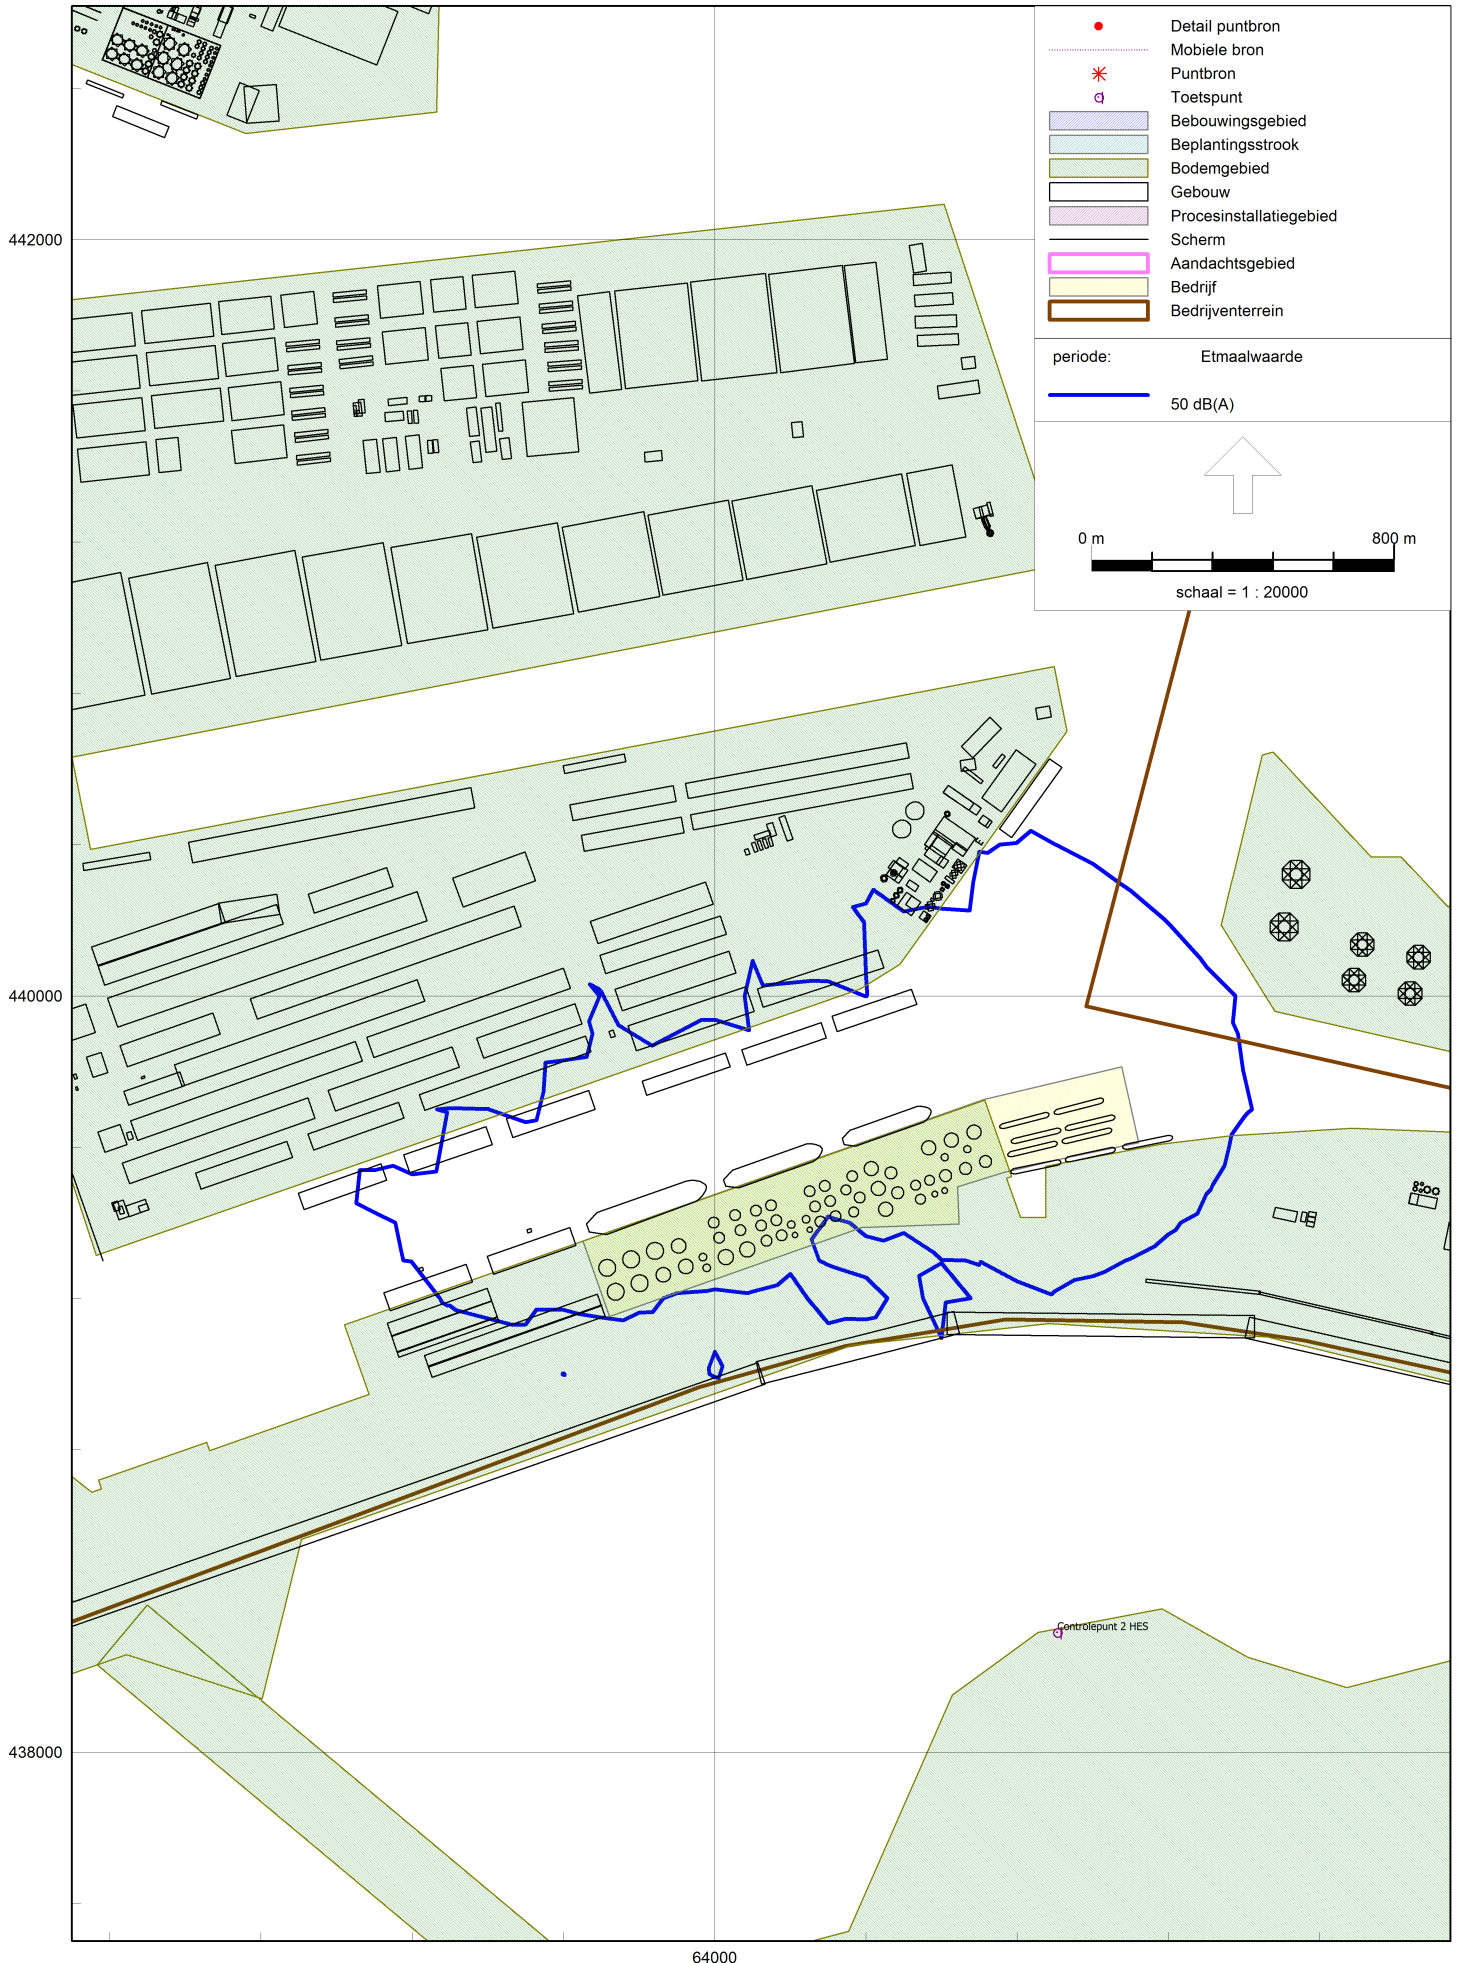 Detail puntbron
Mobiele bron
Puntbron
Toetspunt
Bebouwingsgebied
Beplantingsstrook
Bodemgebied
Gebouw
Procesinstallatiegebied
Scherm
Aandachtsgebied
Bedrijf
Bedrijventerrein
periode: Etmaalwaarde
50 dB(A)
0 m 800 m
schaal = 1 : 20000
442000
440000
438000
64000
Controlepunt 2 HES